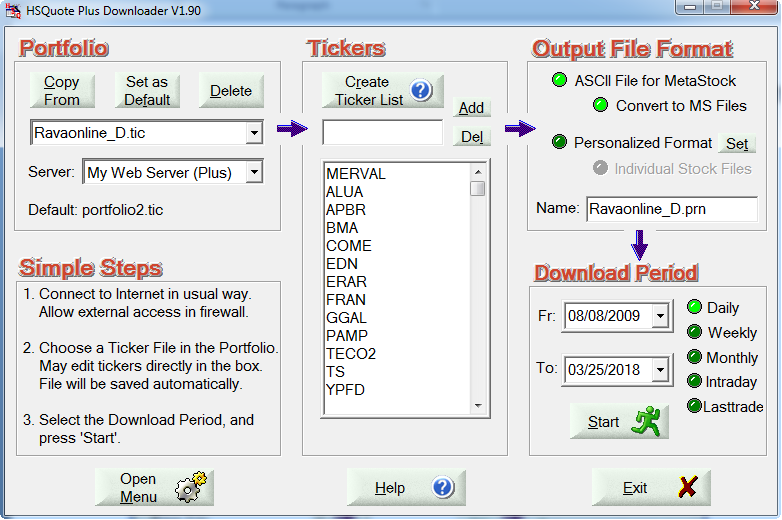 HSQuote Plus Downloader V1.90
Portfolio
Copy
From
Set as
Default
Delete
Ravaonline_D.tic
Server: My Web Server (Plus)
Default: portfolio2.tic
Simple Steps
1. Connect to Internet in usual way.
Allow external access in firewall.
2. Choose a Ticker File in the Portfolio.
May edit tickers directly in the box.
File will be saved automatically.
3. Select the Download Period, and
press 'Start'.
Open
Menu
Tickers
Create
Ticker List
?
Add
Del
MERVAL
ALUA
APBR
BMA
COME
EDN
ERAR
FRAN
GGAL
PAMP
TECO2
TS
YPFD
Help ?
Output File Format
ASCII File for MetaStock
Convert to MS Files
Personalized Format Set
Individual Stock Files
Name: Ravaonline_D.prn
Download Period
Fr: 08/08/2009
To: 03/25/2018
Daily
Weekly
Monthly
Intraday
Lasttrade
Start
Exit X